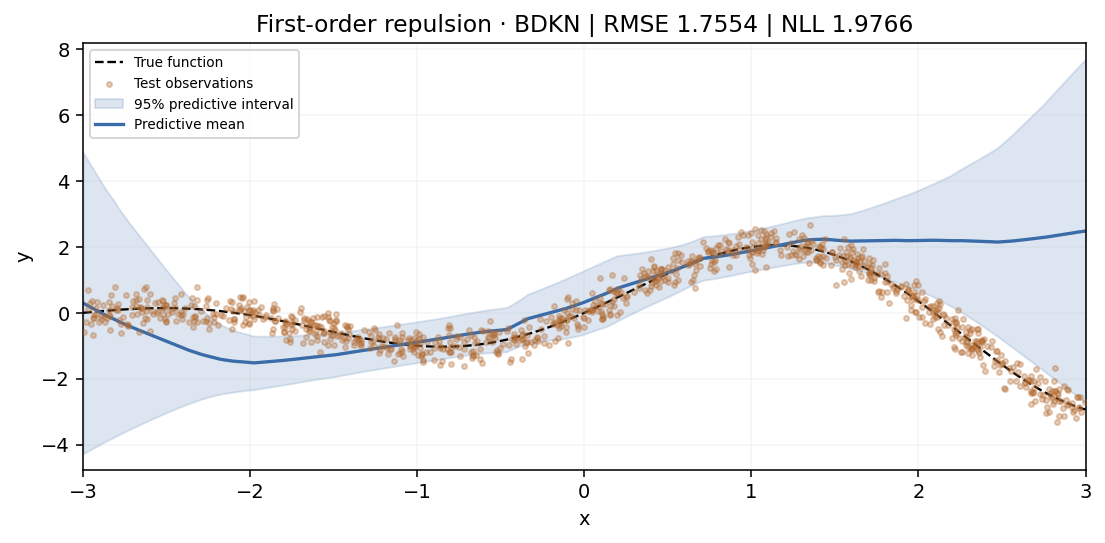 First-order repulsion · BDKN | RMSE 1.7554 | NLL 1.9766
True function
Test observations
95% predictive interval
Predictive mean
y
8
6
4
2
0
−2
−4
−3
−2
−1
0
1
2
3
x